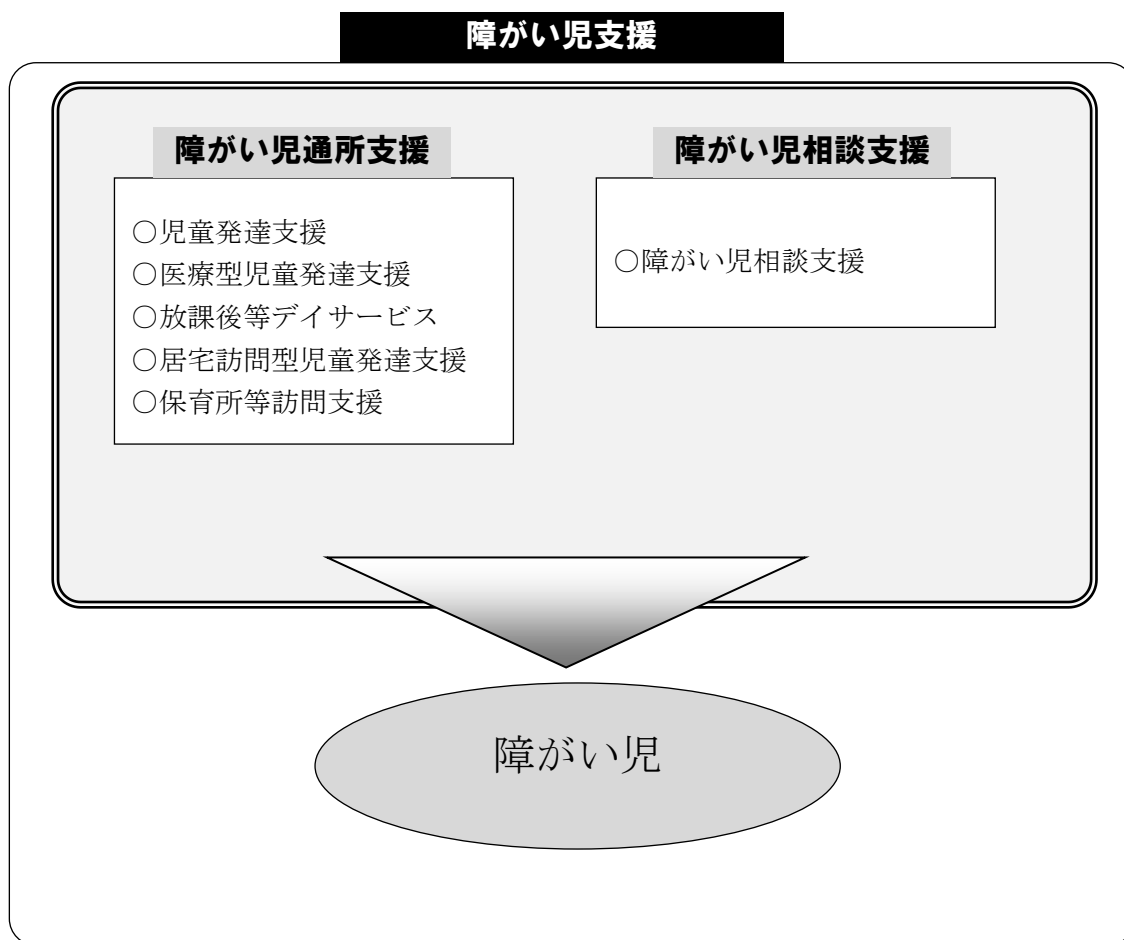 障がい児支援
障がい児通所支援
○児童発達支援
○医療型児童発達支援
○放課後等デイサービス
○居宅訪問型児童発達支援
○保育所等訪問支援
障がい児相談支援
○障がい児相談支援
障がい児